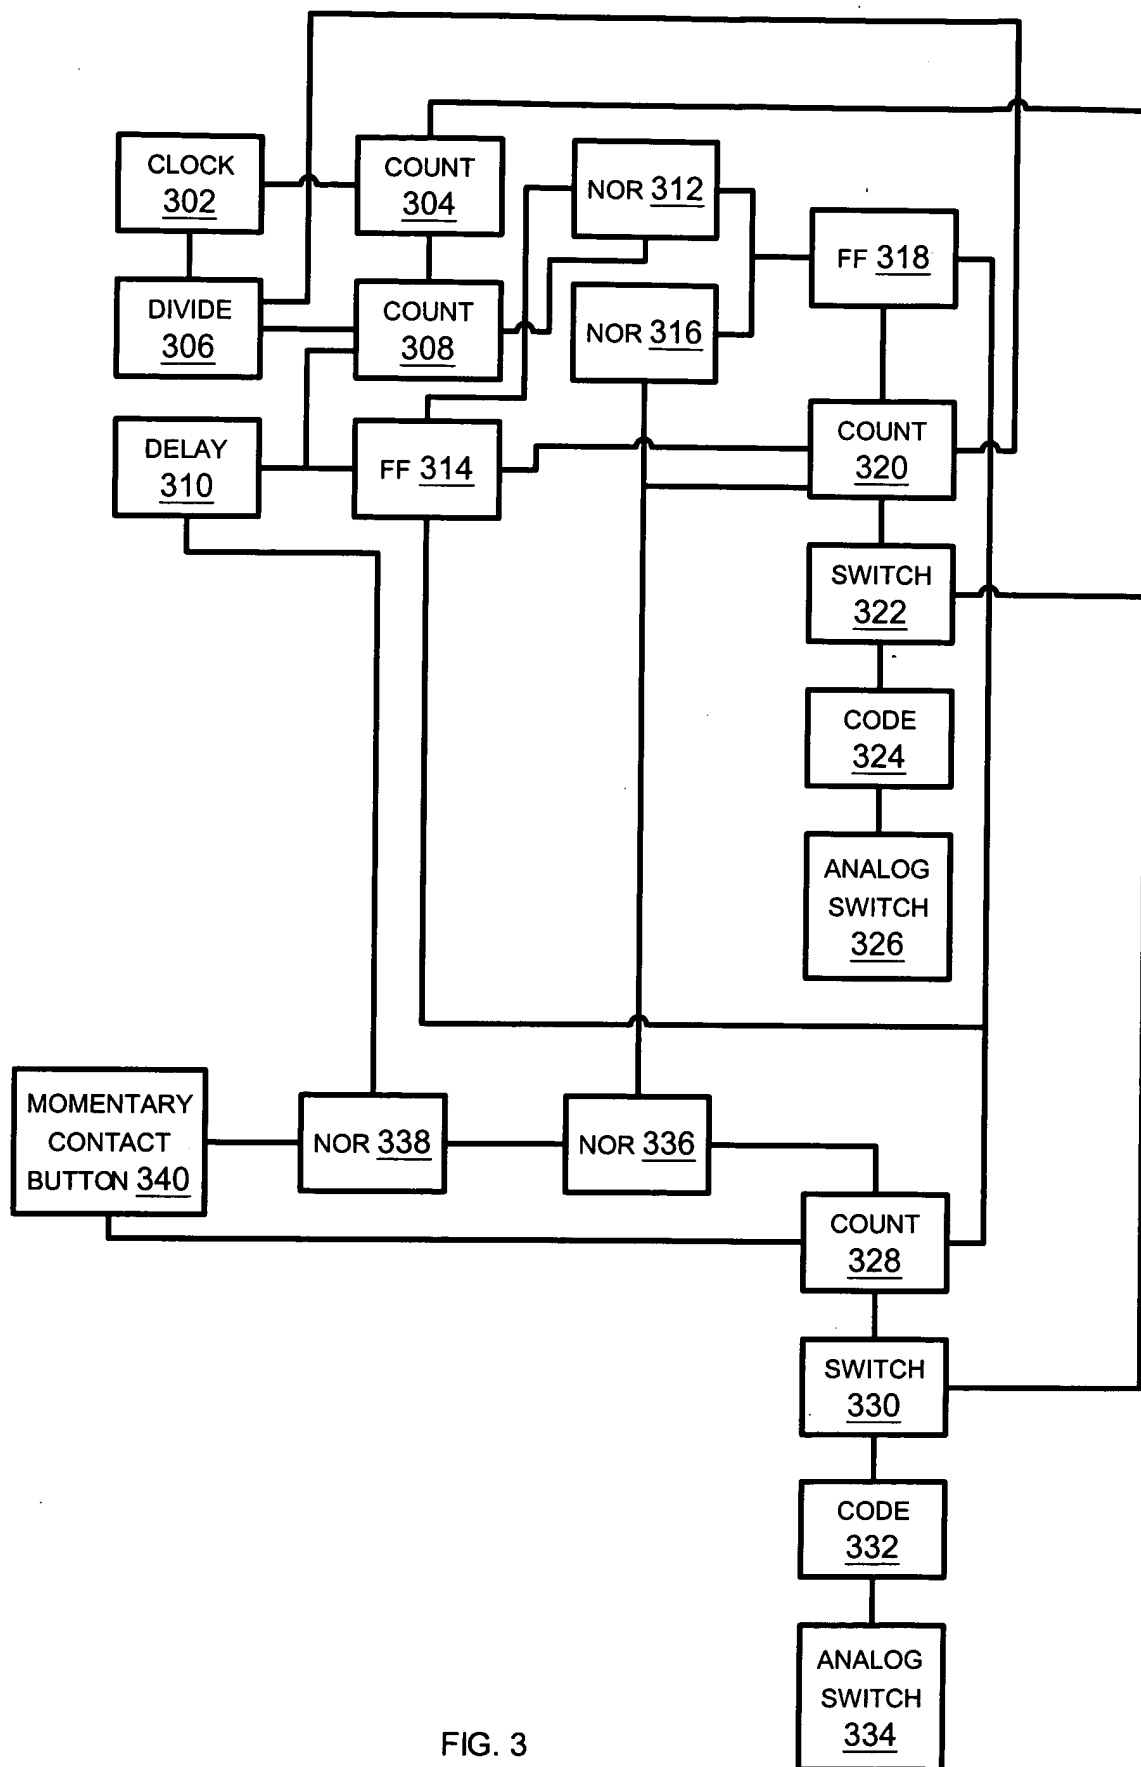 CLOCK
302
COUNT
304
NOR 312
FF 318
DIVIDE
306
COUNT
308
NOR 316
DELAY
310
FF 314
COUNT
320
SWITCH
322
CODE
324
ANALOG
SWITCH
326
MOMENTARY
CONTACT
BUTTON 340
NOR 338
NOR 336
COUNT
328
SWITCH
330
CODE
332
ANALOG
SWITCH
334
FIG. 3